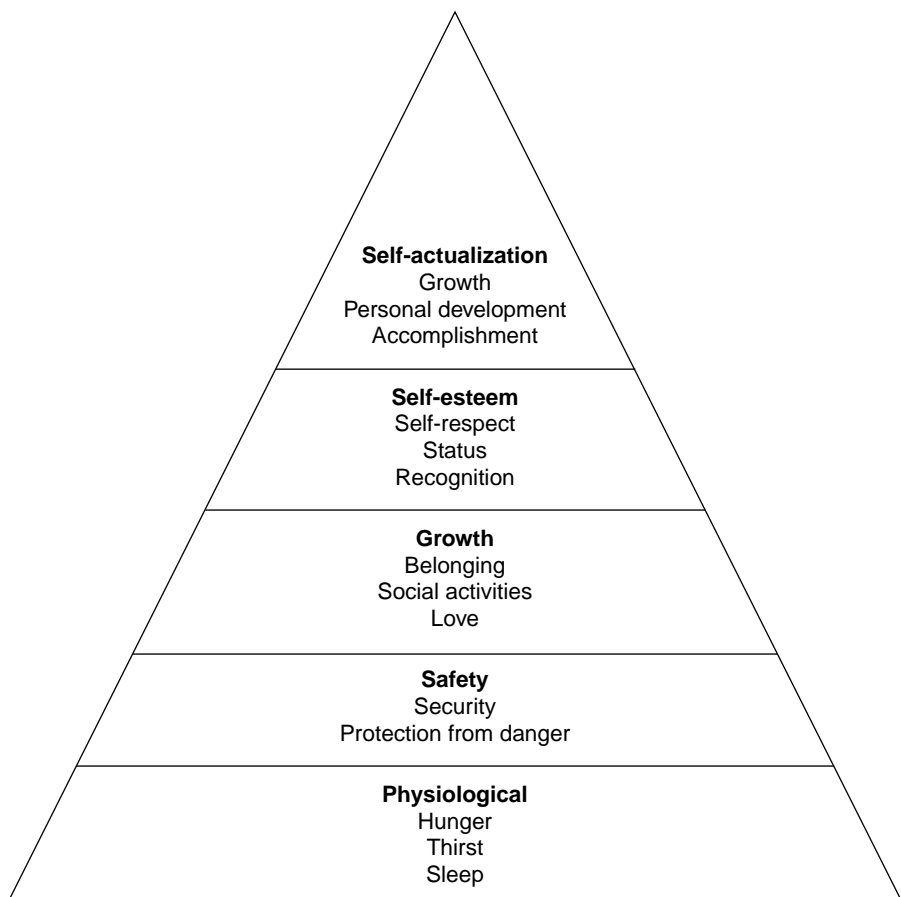 Self-actualization
Growth
Personal development
Accomplishment
Self-esteem
Self-respect
Status
Recognition
Growth
Belonging
Social activities
Love
Safety
Security
Protection from danger
Physiological
Hunger
Thirst
Sleep